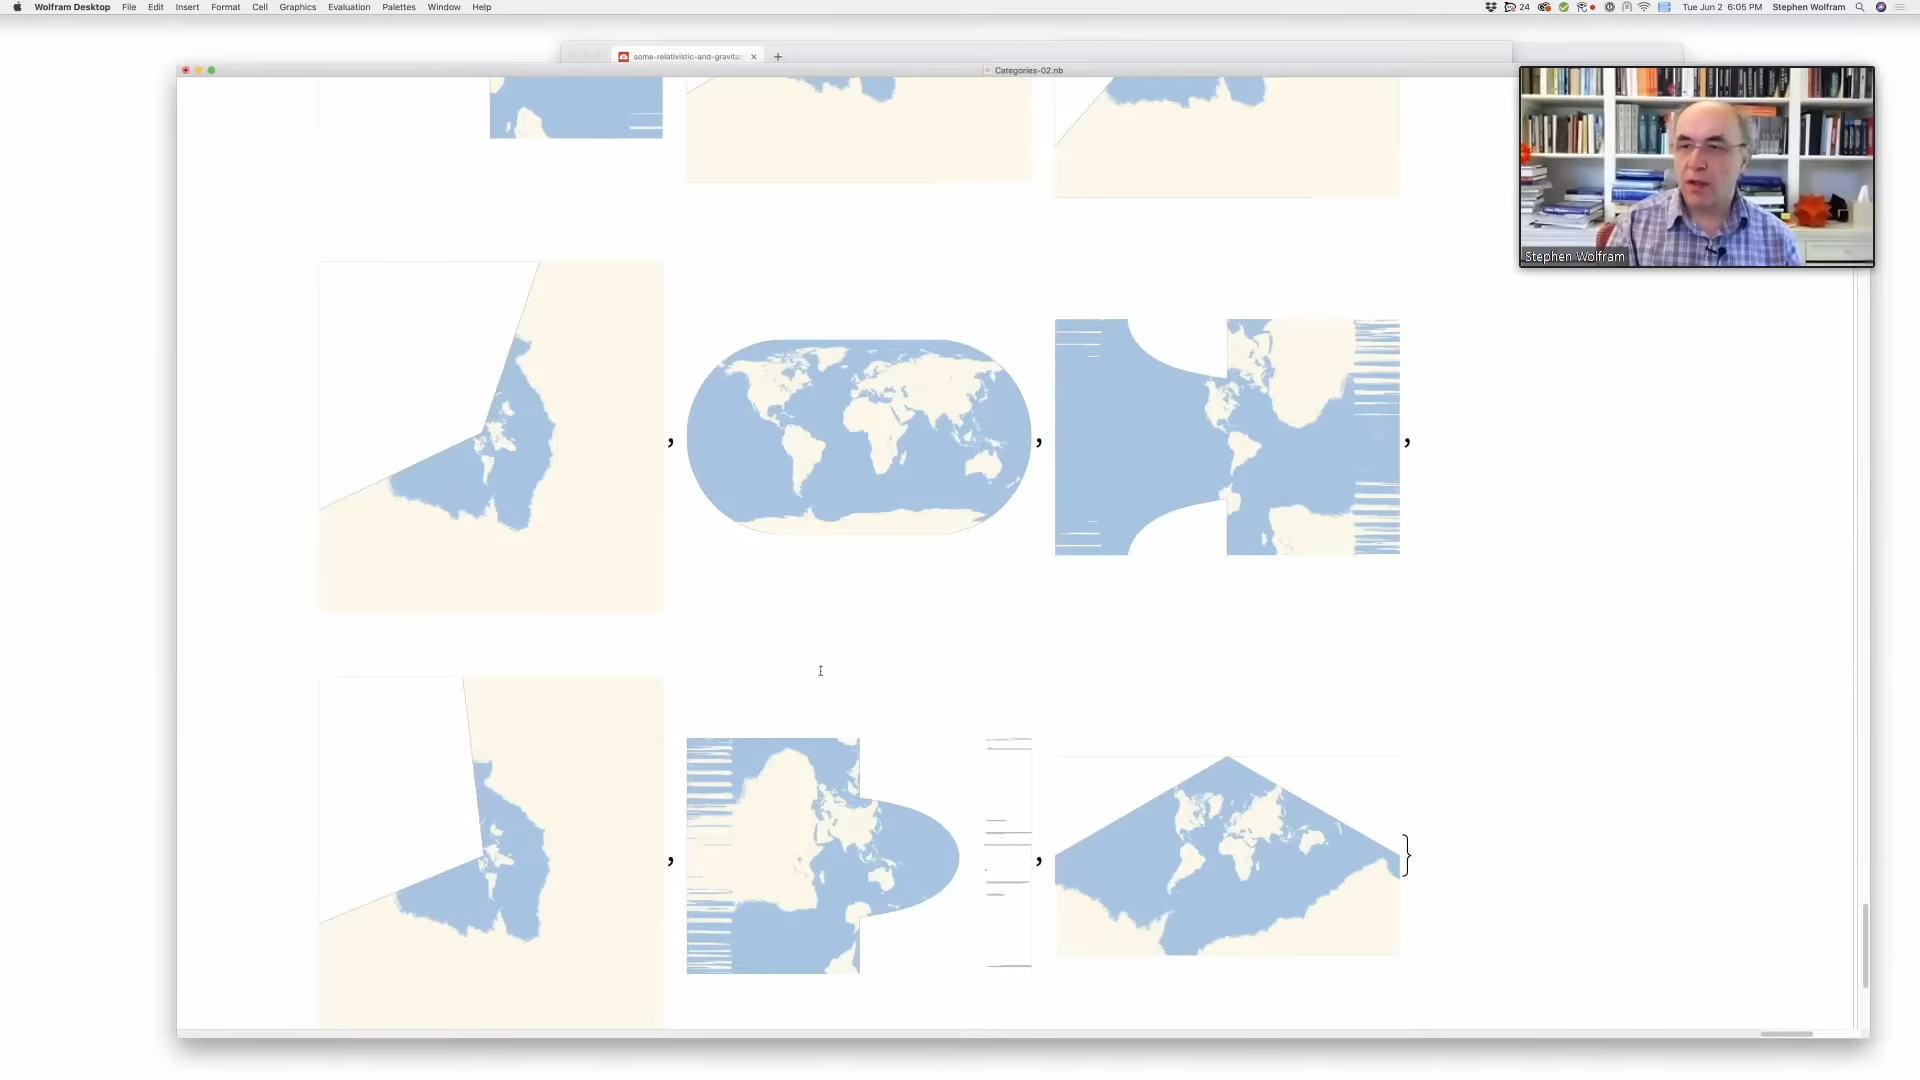 Wolfram Desktop File Edit Insert Format Cell Graphics Evaluation Palettes Window Help
24 Tue Jun 2 6:05 PM Stephen Wolfram
some-relativistic-and-gravitat
Categories-02.nb
Stephen Wolfram
, , ,
, , }